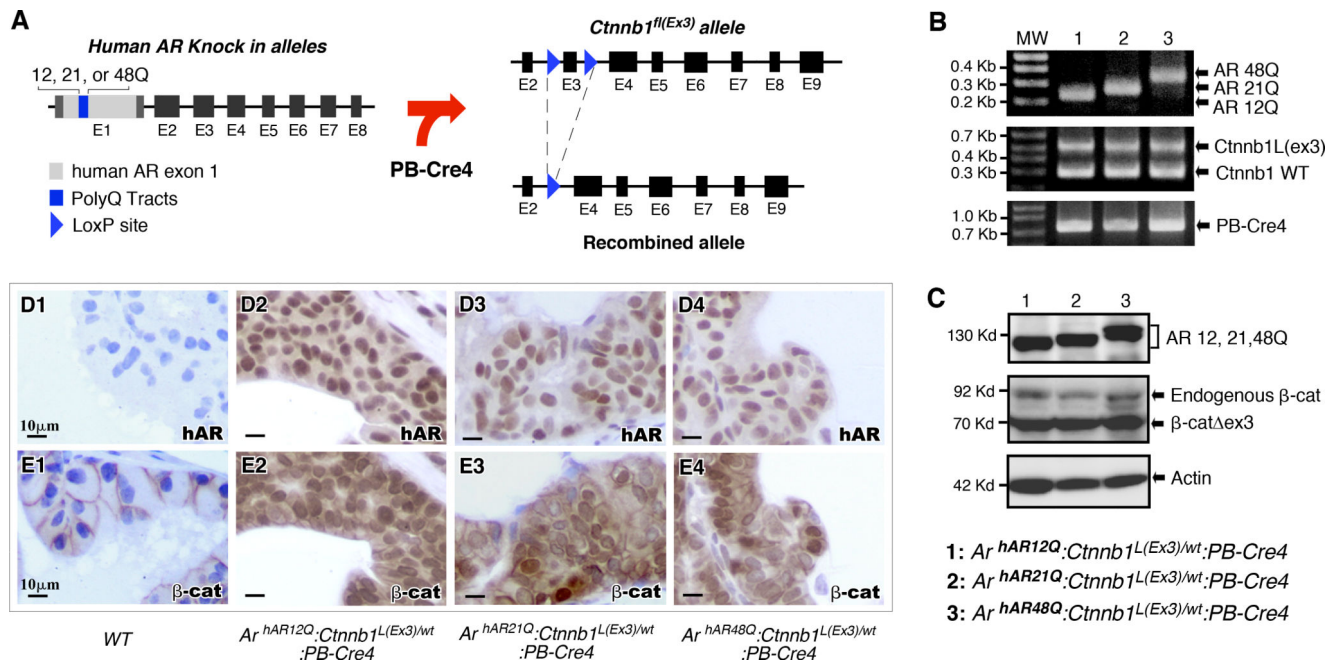 A
Human AR Knock in alleles
12, 21, or 48Q
E1 E2 E3 E4 E5 E6 E7 E8
human AR exon 1
PolyQ Tracts
LoxP site
PB-Cre4
Ctnnb1fl(Ex3) allele
E2 E3 E4 E5 E6 E7 E8 E9
E2 E4 E5 E6 E7 E8 E9
Recombined allele
B
MW 1 2 3
0.4 Kb
0.3 Kb
0.2 Kb
AR 48Q
AR 21Q
AR 12Q
0.7 Kb
0.4 Kb
0.3 Kb
Ctnnb1L(ex3)
Ctnnb1 WT
1.0 Kb
0.7 Kb
PB-Cre4
C
1 2 3
130 Kd
AR 12, 21,48Q
92 Kd
70 Kd
Endogenous β-cat
β-catΔex3
42 Kd
Actin
1: Ar hAR12Q:Ctnnb1L(Ex3)/wt:PB-Cre4
2: Ar hAR21Q:Ctnnb1L(Ex3)/wt:PB-Cre4
3: Ar hAR48Q:Ctnnb1L(Ex3)/wt:PB-Cre4
D1 D2 D3 D4
10µm
hAR hAR hAR hAR
E1 E2 E3 E4
10µm
β-cat β-cat β-cat β-cat
WT
Ar hAR12Q:Ctnnb1L(Ex3)/wt
:PB-Cre4
Ar hAR21Q:Ctnnb1L(Ex3)/wt
:PB-Cre4
Ar hAR48Q:Ctnnb1L(Ex3)/wt
:PB-Cre4